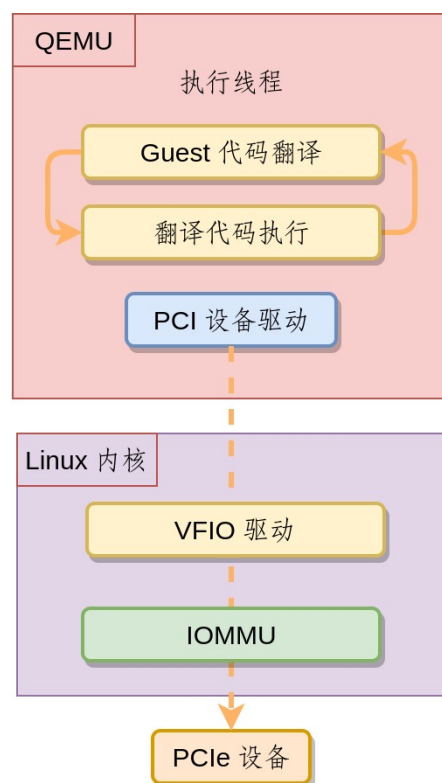 QEMU
执行线程
Guest 代码翻译
翻译代码执行
PCI 设备驱动
Linux 内核
VFIO 驱动
IOMMU
PCIe 设备